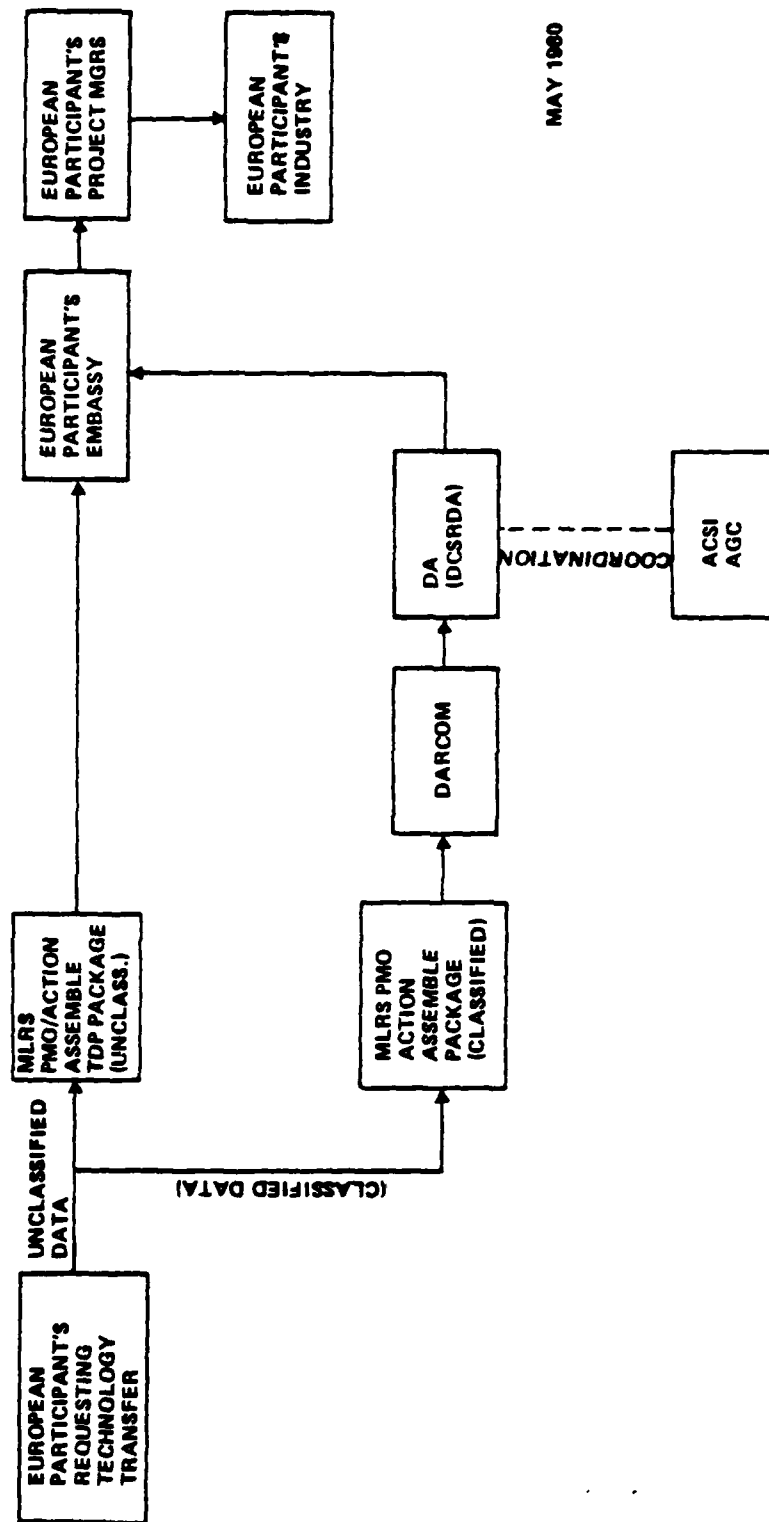 EUROPEAN
PARTICIPANT'S
REQUESTING
TECHNOLOGY
TRANSFER
UNCLASSIFIED
DATA
(CLASSIFIED DATA)
MLRS
PMO/ACTION
ASSEMBLE
TDP PACKAGE
(UNCLASS.)
MLRS PMO
ACTION
ASSEMBLE
PACKAGE
(CLASSIFIED)
DARCOM
DA
(DCSRDA)
COORDINATION
ACSI
AGC
EUROPEAN
PARTICIPANT'S
EMBASSY
EUROPEAN
PARTICIPANT'S
PROJECT MGRS
EUROPEAN
PARTICIPANT'S
INDUSTRY
MAY 1980